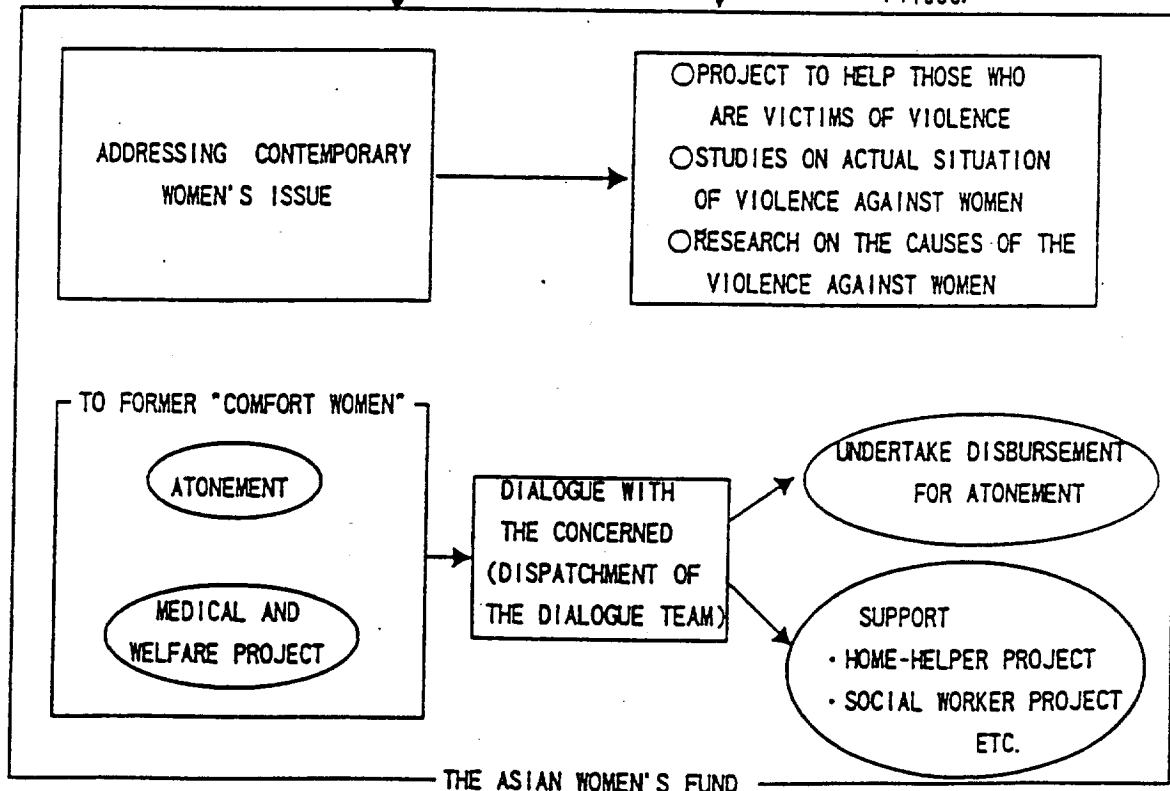 ADDRESSING CONTEMPORARY
WOMEN'S ISSUE
○PROJECT TO HELP THOSE WHO
ARE VICTIMS OF VIOLENCE
○STUDIES ON ACTUAL SITUATION
OF VIOLENCE AGAINST WOMEN
○RESEARCH ON THE CAUSES OF THE
VIOLENCE AGAINST WOMEN
TO FORMER "COMFORT WOMEN"
ATONEMENT
MEDICAL AND
WELFARE PROJECT
DIALOGUE WITH
THE CONCERNED
(DISPATCHMENT OF
THE DIALOGUE TEAM)
UNDERTAKE DISBURSEMENT
FOR ATONEMENT
SUPPORT
・HOME-HELPER PROJECT
・SOCIAL WORKER PROJECT
ETC.
THE ASIAN WOMEN'S FUND